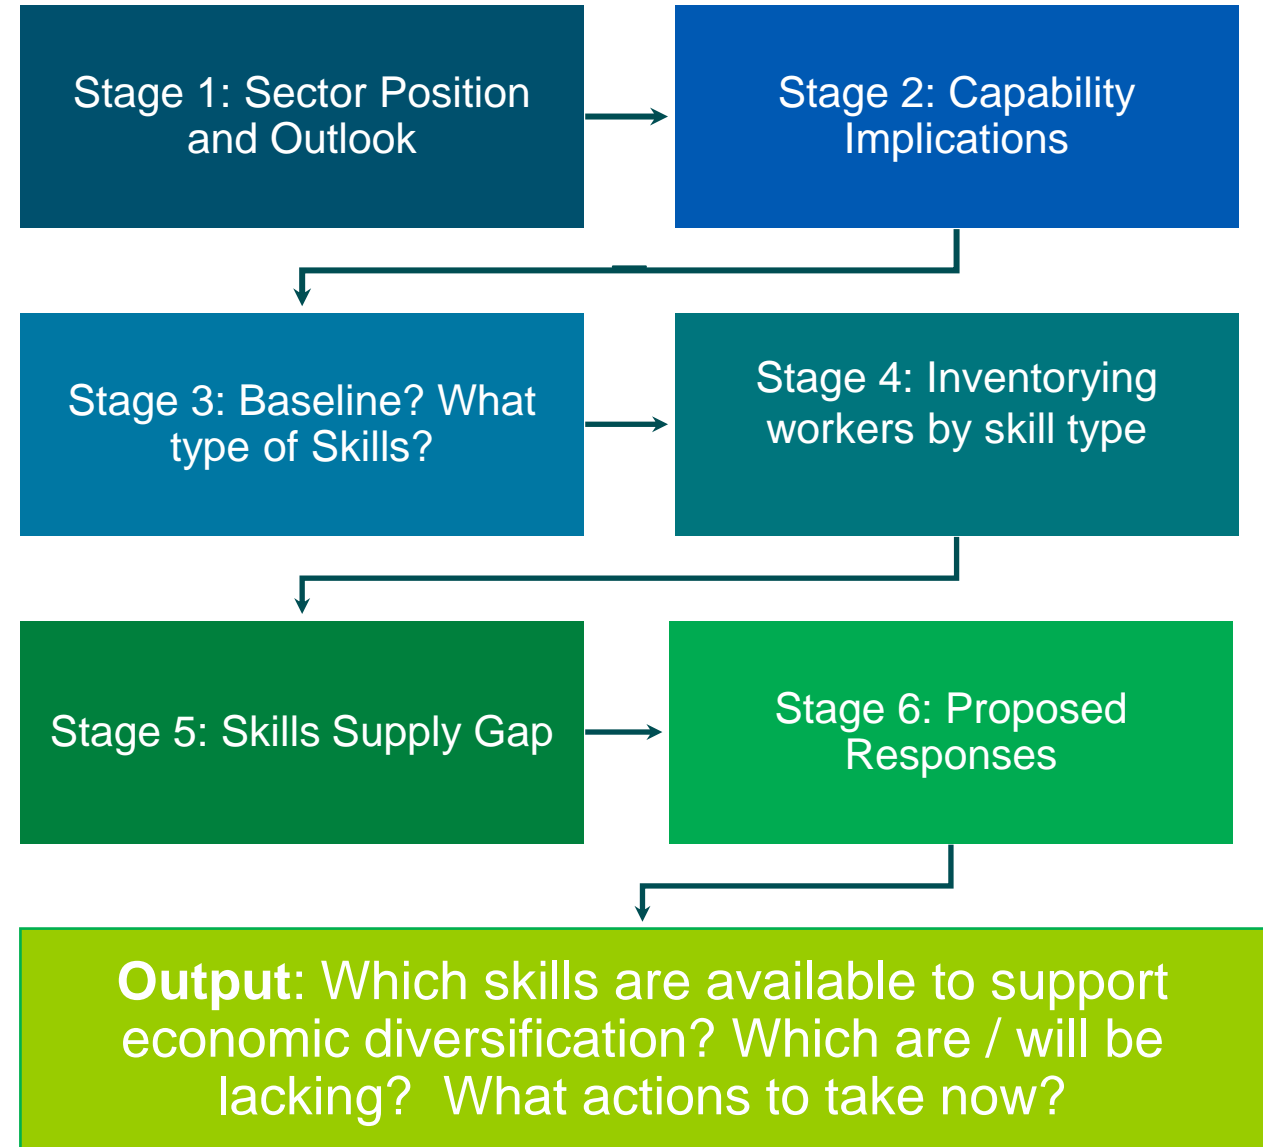 Stage 1: Sector Position
and Outlook
Stage 2: Capability
Implications
Stage 3: Baseline? What
type of Skills?
Stage 4: Inventorying
workers by skill type
Stage 5: Skills Supply Gap
Stage 6: Proposed
Responses
Output: Which skills are available to support
economic diversification? Which are / will be
lacking?  What actions to take now?